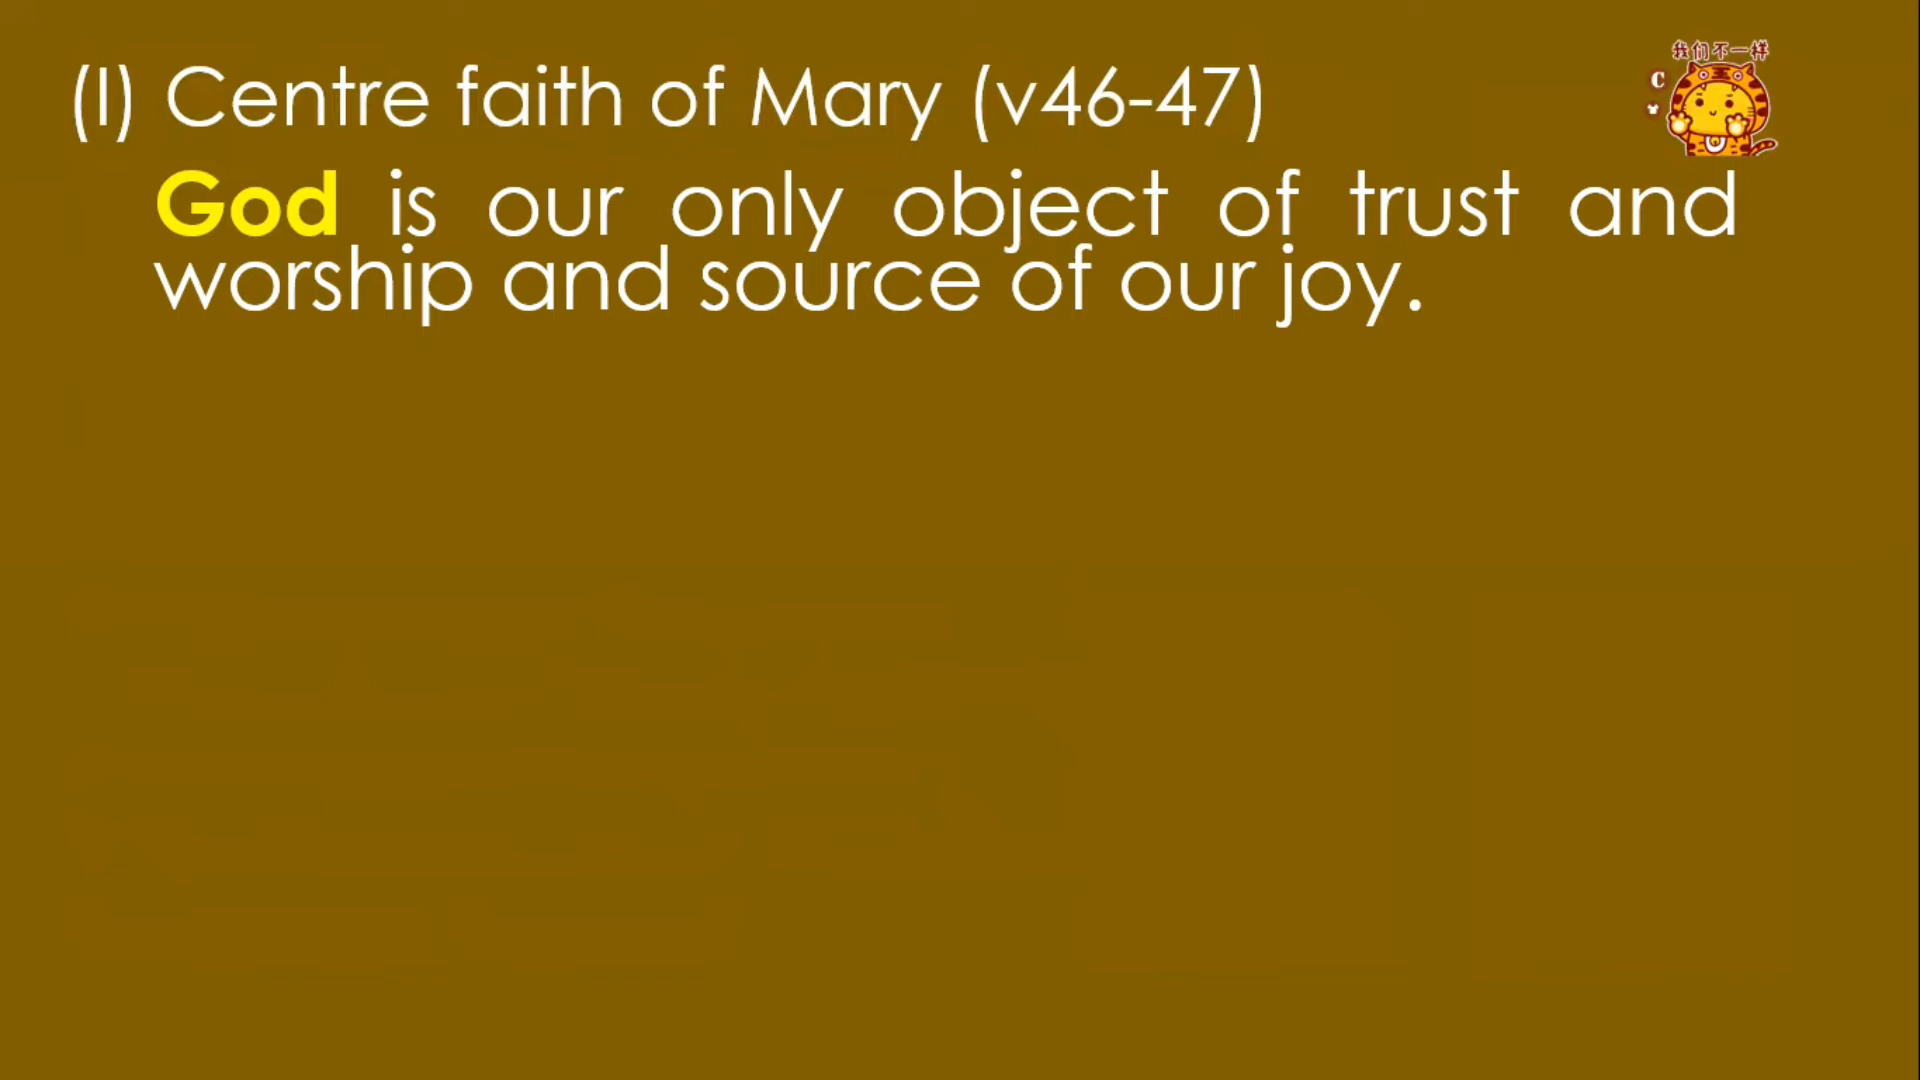 (I) Centre faith of Mary (v46-47)
我们不一样
C
God is our only object of trust and
worship and source of our joy.